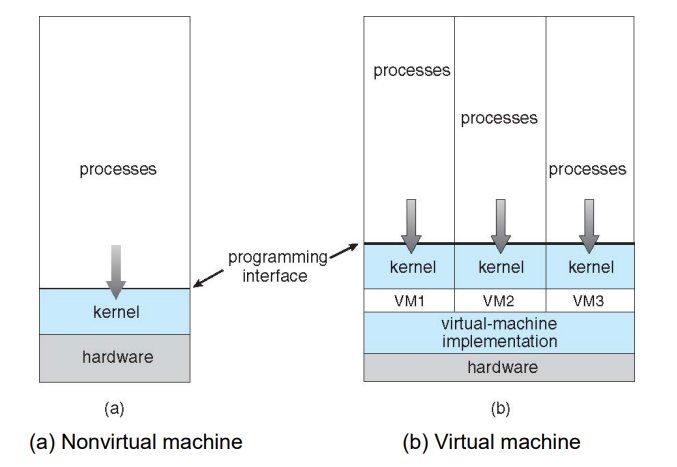 processes
programming
interface
kernel
hardware
(a)
(a) Nonvirtual machine
processes
processes
processes
kernel kernel kernel
VM1 VM2 VM3
virtual-machine
implementation
hardware
(b)
(b) Virtual machine